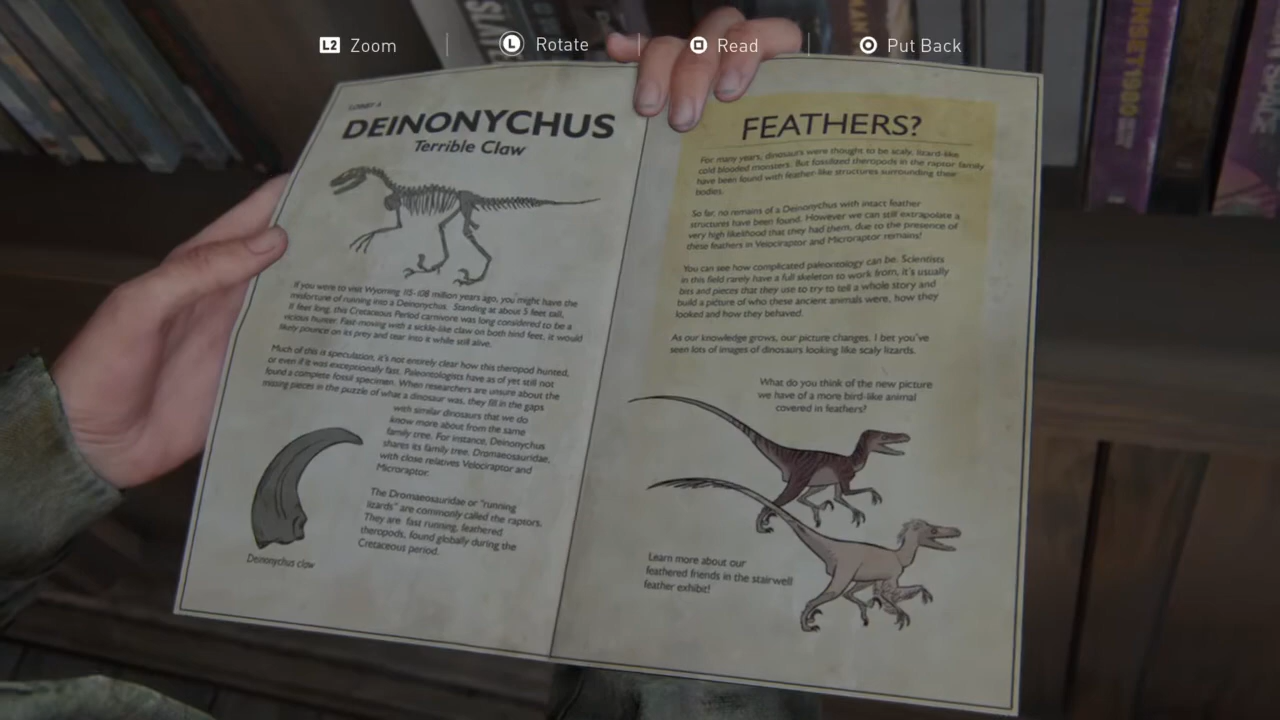 L2 Zoom
L Rotate
Read
Put Back
LOBBY A
DEINONYCHUS
Terrible Claw
If you were to visit Wyoming 115-108 million years ago, you might have the
misfortune of running into a Deinonychus. Standing at about 5 feet tall,
11 feet long, this Cretaceous Period carnivore was long considered to be a
vicious hunter. Fast-moving with a sickle-like claw on both hind feet, it would
likely pounce on its prey and tear into it while still alive.
Much of this is speculation, it's not entirely clear how this theropod hunted,
or even if it was exceptionally fast. Paleontologists have as of yet still not
found a complete fossil specimen. When researchers are unsure about the
missing pieces in the puzzle of what a dinosaur was, they fill in the gaps
with similar dinosaurs that we do
know more about from the same
family tree. For instance, Deinonychus
shares its family tree, Dromaeosauridae,
with close relatives Velociraptor and
Microraptor.
The Dromaeosauridae or "running
lizards" are commonly called the raptors.
They are fast running, feathered
theropods, found globally during the
Cretaceous period.
Deinonychus claw
FEATHERS?
For many years, dinosaurs were thought to be scaly, lizard-like,
cold blooded monsters. But fossilized theropods in the raptor family
have been found with feather-like structures surrounding their
bodies.
So far, no remains of a Deinonychus with intact feather
structures have been found. However we can still extrapolate a
very high likelihood that they had them, due to the presence of
these feathers in Velociraptor and Microraptor remains!
You can see how complicated paleontology can be. Scientists
in this field rarely have a full skeleton to work from, it's usually
bits and pieces that they use to try to tell a whole story and
build a picture of who these ancient animals were, how they
looked and how they behaved.
As our knowledge grows, our picture changes. I bet you've
seen lots of images of dinosaurs looking like scaly lizards.
What do you think of the new picture
we have of a more bird-like animal
covered in feathers?
Learn more about our
feathered friends in the stairwell
feather exhibit!